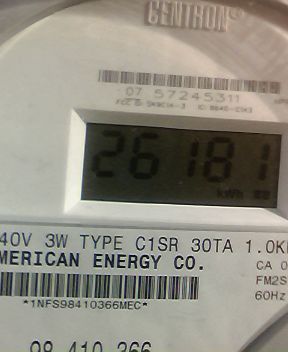 CENTRON®
07 57245311
26181
kWh
40V 3W TYPE C1SR 30TA 1.0K
MERICAN ENERGY CO.
CA 0
FM2S
60Hz
*1NFS98410366MEC*
98 410 366